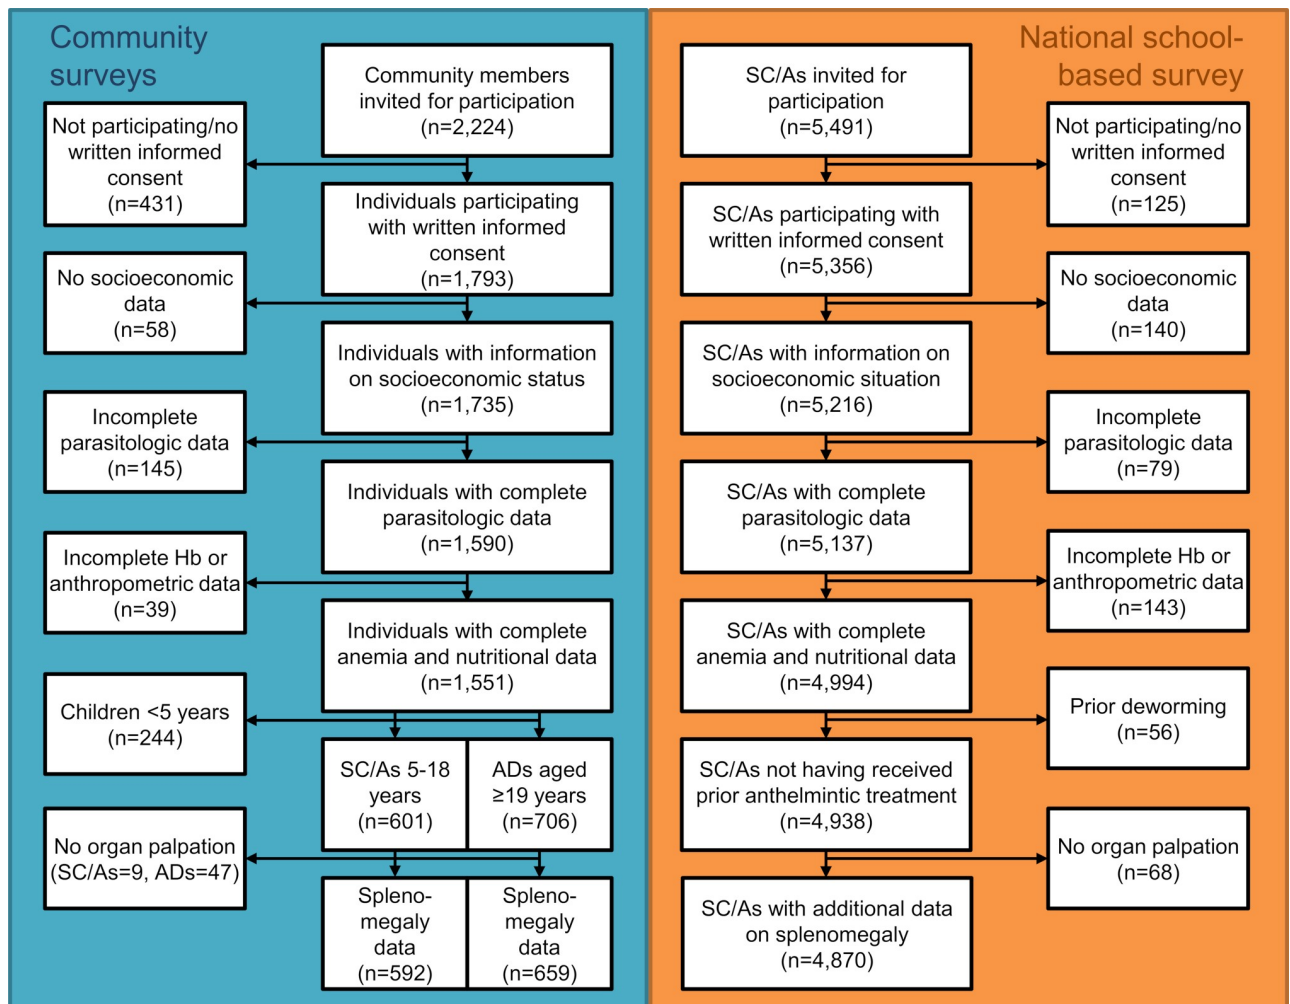 Community
surveys
Community members
invited for participation
(n=2,224)
Not participating/no
written informed
consent
(n=431)
Individuals participating
with written informed
consent
(n=1,793)
No socioeconomic
data
(n=58)
Individuals with information
on socioeconomic status
(n=1,735)
Incomplete
parasitologic data
(n=145)
Individuals with complete
parasitologic data
(n=1,590)
Incomplete Hb or
anthropometric data
(n=39)
Individuals with complete
anemia and nutritional data
(n=1,551)
Children <5 years
(n=244)
SC/As 5-18
years
(n=601)
ADs aged
≥19 years
(n=706)
No organ palpation
(SC/As=9, ADs=47)
Spleno-
megaly
data
(n=592)
Spleno-
megaly
data
(n=659)
National school-
based survey
SC/As invited for
participation
(n=5,491)
Not participating/no
written informed
consent
(n=125)
SC/As participating with
written informed consent
(n=5,356)
No socioeconomic
data
(n=140)
SC/As with information on
socioeconomic situation
(n=5,216)
Incomplete
parasitologic data
(n=79)
SC/As with complete
parasitologic data
(n=5,137)
Incomplete Hb or
anthropometric data
(n=143)
SC/As with complete
anemia and nutritional data
(n=4,994)
Prior deworming
(n=56)
SC/As not having received
prior anthelmintic treatment
(n=4,938)
No organ palpation
(n=68)
SC/As with additional data
on splenomegaly
(n=4,870)